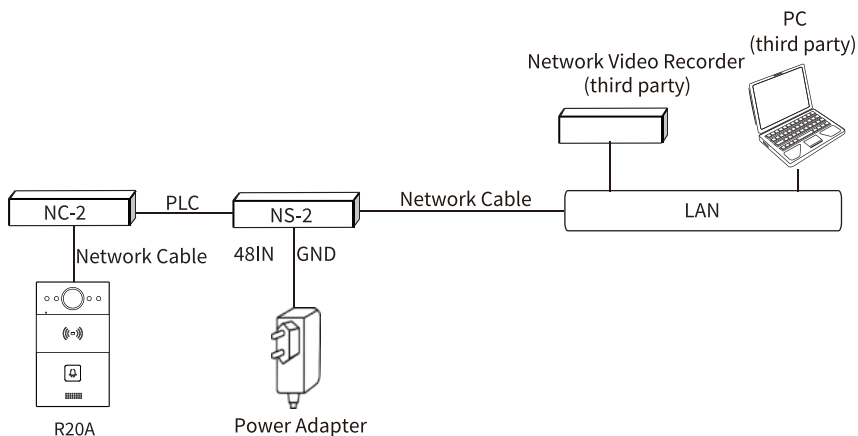 PC
(third party)
Network Video Recorder
(third party)
NC-2
PLC
NS-2
Network Cable
LAN
Network Cable
48IN
GND
R20A
Power Adapter